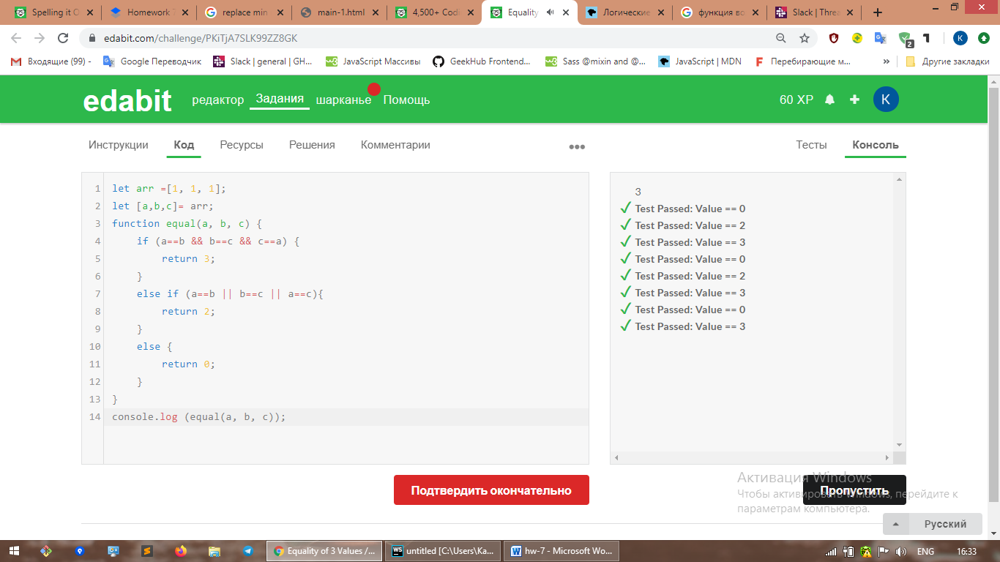 Spelling it O
Homework T
replace min
main-1.html
4,500+ Codi
Equality
Логические
функция во
Slack | Threa
edabit.com/challenge/PKiTjA7SLK99ZZ8GK
K
2
Входящие (99) -
Google Переводчик
Slack | general | GH...
JavaScript Массивы
GeekHub Frontend...
Sass @mixin and @...
JavaScript | MDN
Перебирающие м...
»
Другие закладки
edabit
редактор
Задания
шарканье
Помощь
60 XP
K
Инструкции
Код
Ресурсы
Решения
Комментарии
Тесты
Консоль
1 let arr =[1, 1, 1];
2 let [a,b,c]= arr;
3 function equal(a, b, c) {
4 if (a==b && b==c && c==a) {
5 return 3;
6 }
7 else if (a==b || b==c || a==c){
8 return 2;
9 }
10 else {
11 return 0;
12 }
13 }
14 console.log (equal(a, b, c));
3
Test Passed: Value == 0
Test Passed: Value == 2
Test Passed: Value == 3
Test Passed: Value == 0
Test Passed: Value == 2
Test Passed: Value == 3
Test Passed: Value == 0
Test Passed: Value == 3
Подтвердить окончательно
Пропустить
Активация Windows
Чтобы активировать Windows, перейдите к
параметрам компьютера.
Русский
Equality of 3 Values /...
untitled [C:\Users\Ka...
hw-7 - Microsoft Wo...
ENG
16:33